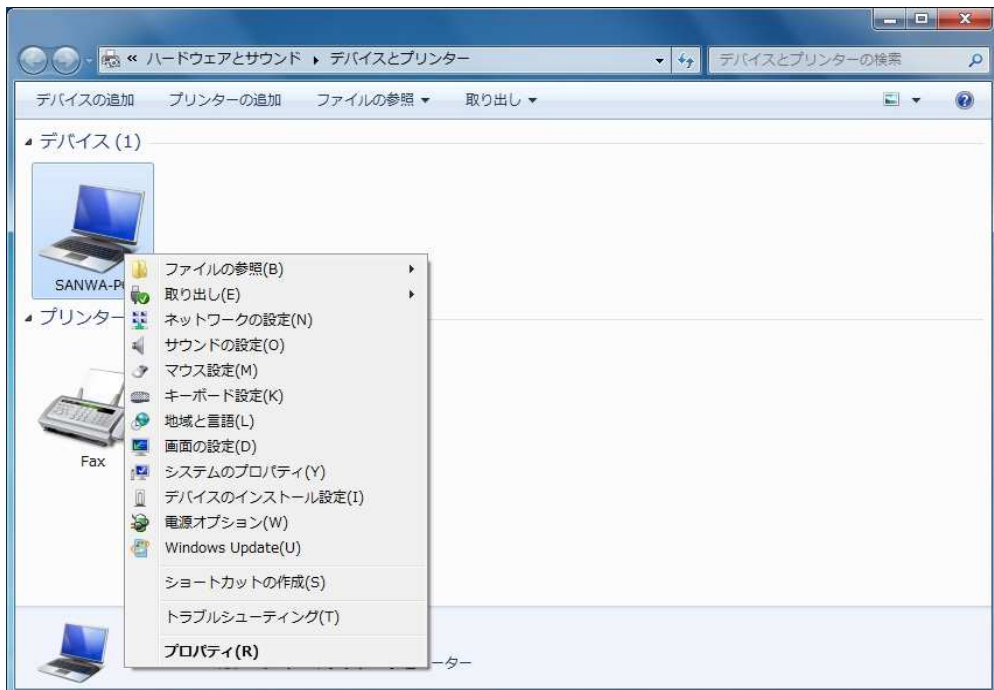 « ハードウェアとサウンド ▸ デバイスとプリンター
デバイスとプリンターの検索
デバイスの追加 プリンターの追加 ファイルの参照 ▼ 取り出し ▼
デバイス (1)
SANWA-P
プリンター
Fax
ファイルの参照(B)
取り出し(E)
ネットワークの設定(N)
サウンドの設定(O)
マウス設定(M)
キーボード設定(K)
地域と言語(L)
画面の設定(D)
システムのプロパティ(Y)
デバイスのインストール設定(I)
電源オプション(W)
Windows Update(U)
ショートカットの作成(S)
トラブルシューティング(T)
プロパティ(R)
ーター